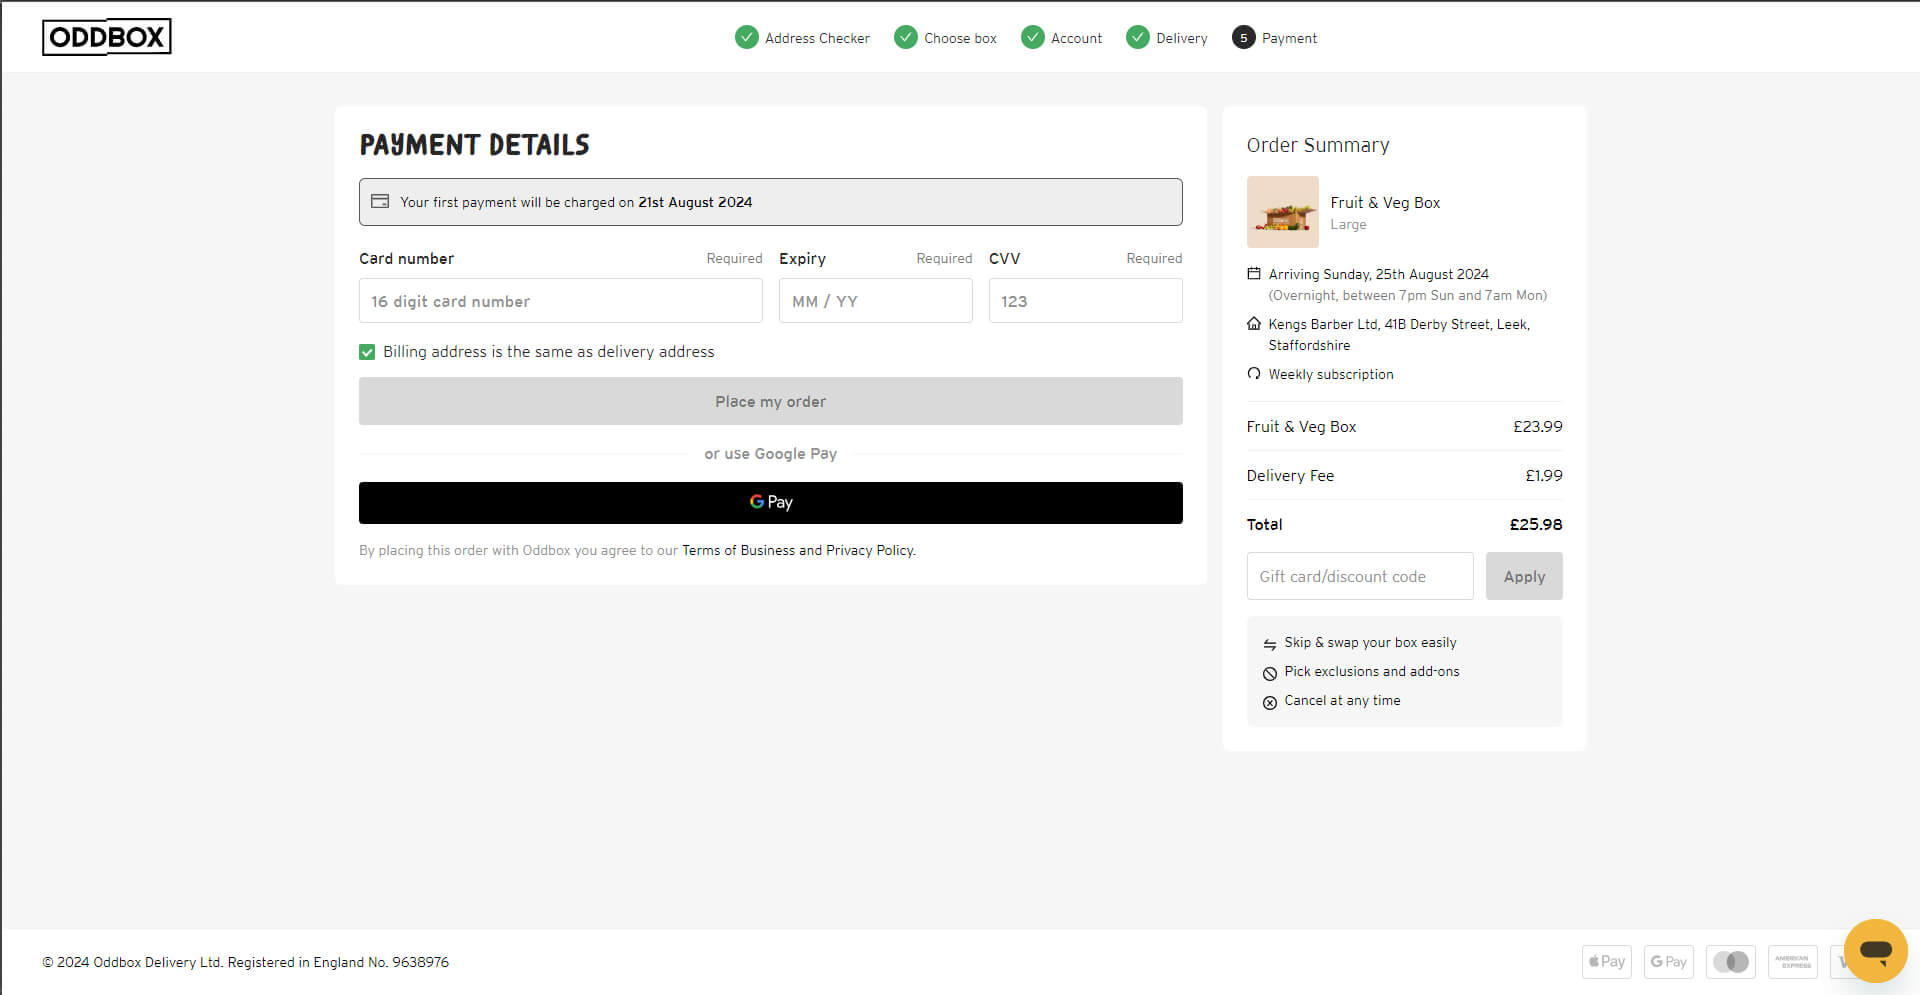 ODDBOX
Address Checker
Choose box
Account
Delivery
5 Payment
PAYMENT DETAILS
Your first payment will be charged on 21st August 2024
Card number Required
Expiry Required
CVV Required
16 digit card number
MM / YY
123
Billing address is the same as delivery address
Place my order
or use Google Pay
G Pay
By placing this order with Oddbox you agree to our Terms of Business and Privacy Policy.
Order Summary
Fruit & Veg Box
Large
Arriving Sunday, 25th August 2024
(Overnight, between 7pm Sun and 7am Mon)
Kengs Barber Ltd, 41B Derby Street, Leek,
Staffordshire
Weekly subscription
Fruit & Veg Box £23.99
Delivery Fee £1.99
Total £25.98
Gift card/discount code
Apply
Skip & swap your box easily
Pick exclusions and add-ons
Cancel at any time
© 2024 Oddbox Delivery Ltd. Registered in England No. 9638976
Pay
G Pay
AMERICAN
EXPRESS